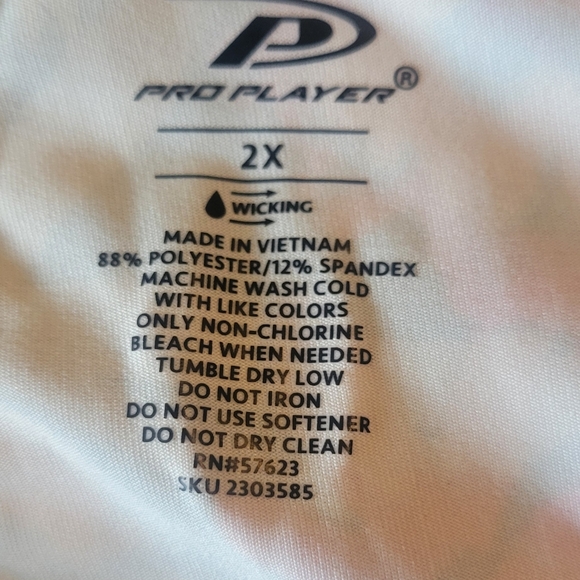 PRO PLAYER®
2X
WICKING
MADE IN VIETNAM
88% POLYESTER/12% SPANDEX
MACHINE WASH COLD
WITH LIKE COLORS
ONLY NON-CHLORINE
BLEACH WHEN NEEDED
TUMBLE DRY LOW
DO NOT IRON
DO NOT USE SOFTENER
DO NOT DRY CLEAN
RN#57623
SKU 2303585